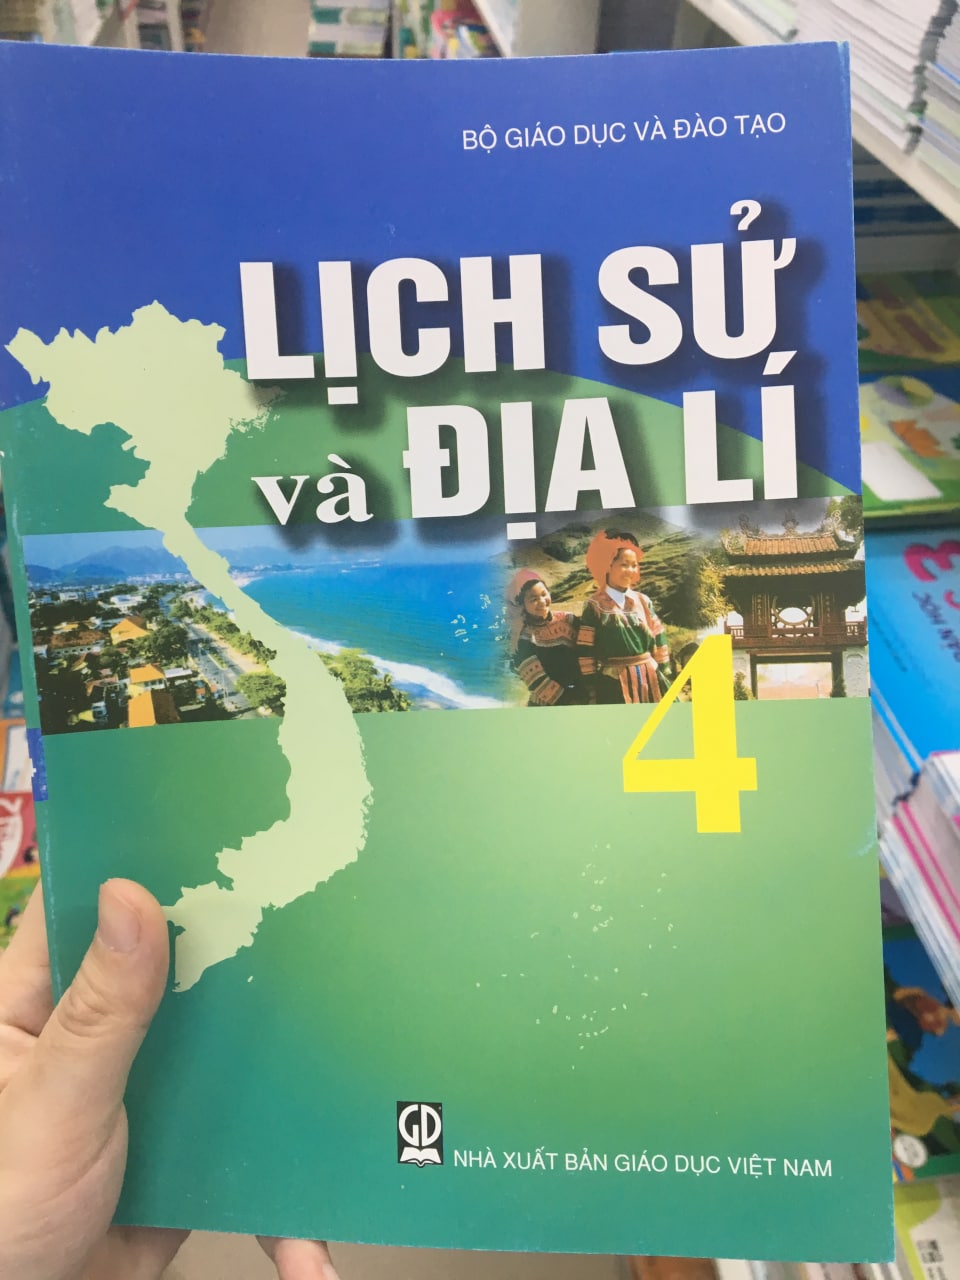 BỘ GIÁO DỤC VÀ ĐÀO TẠO
LỊCH SỬ
và ĐỊA LÍ
4
GD
NHÀ XUẤT BẢN GIÁO DỤC VIỆT NAM
3